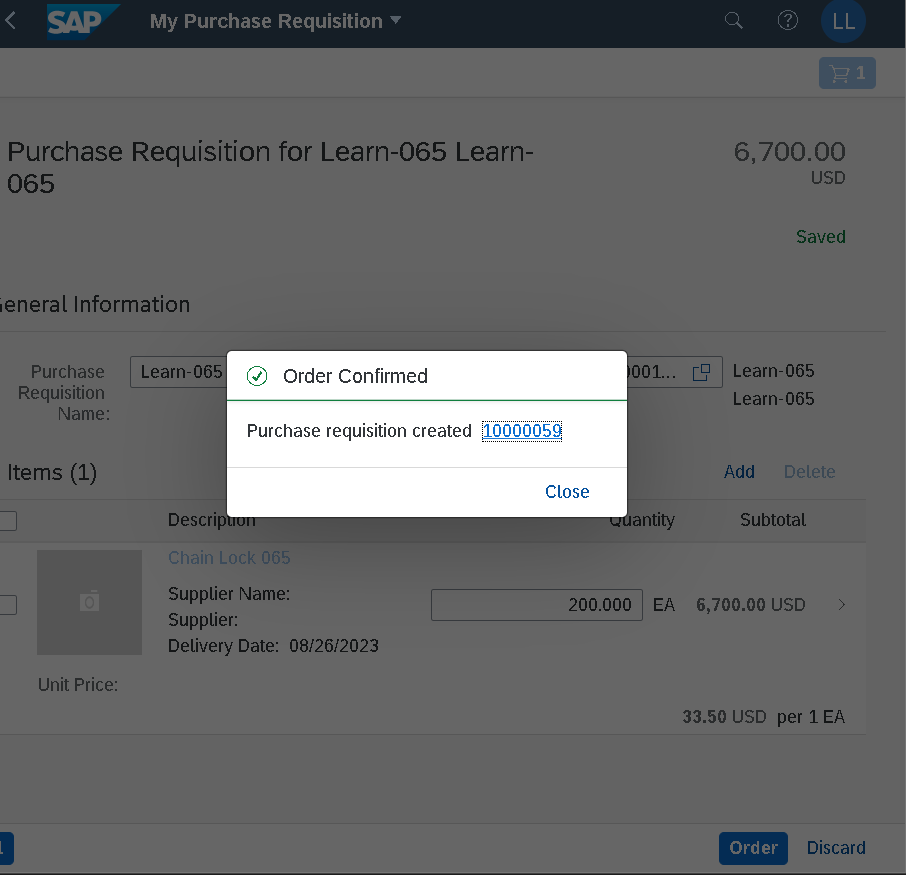 SAP My Purchase Requisition
LL
1
Purchase Requisition for Learn-065 Learn-
065
6,700.00
USD
Saved
General Information
Purchase
Requisition
Name:
Learn-065
001...
Learn-065
Learn-065
Order Confirmed
Purchase requisition created 10000059
Close
Items (1)
Add Delete
Description Quantity Subtotal
Chain Lock 065
Supplier Name:
Supplier:
Delivery Date: 08/26/2023
200.000 EA 6,700.00 USD
Unit Price:
33.50 USD per 1 EA
Order Discard